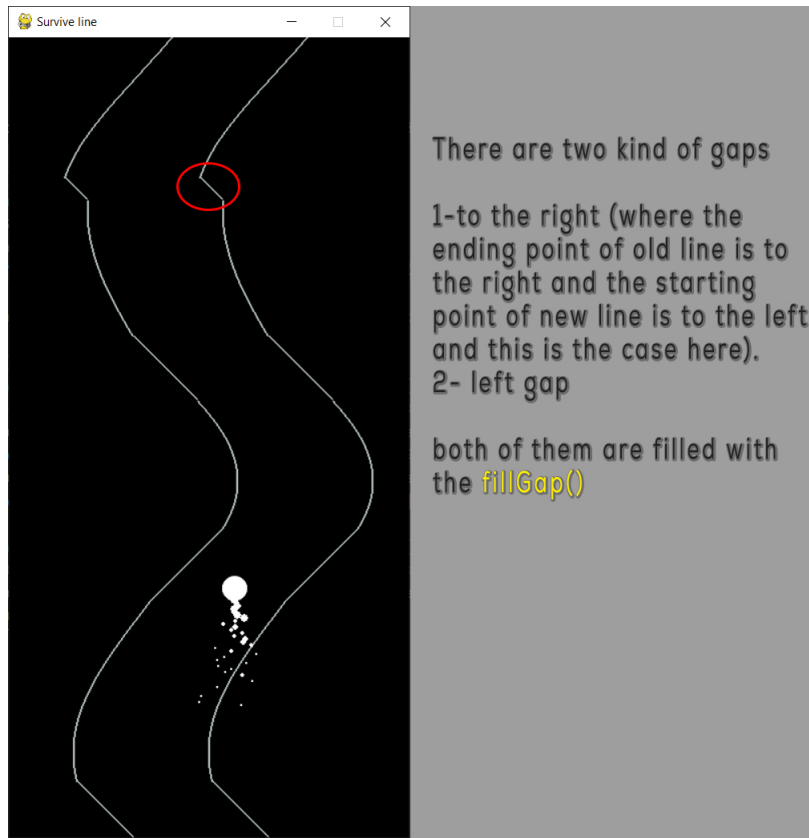 Survive line
There are two kind of gaps
1-to the right (where the
ending point of old line is to
the right and the starting
point of new line is to the left
and this is the case here).
2- left gap
both of them are filled with
the fillGap()